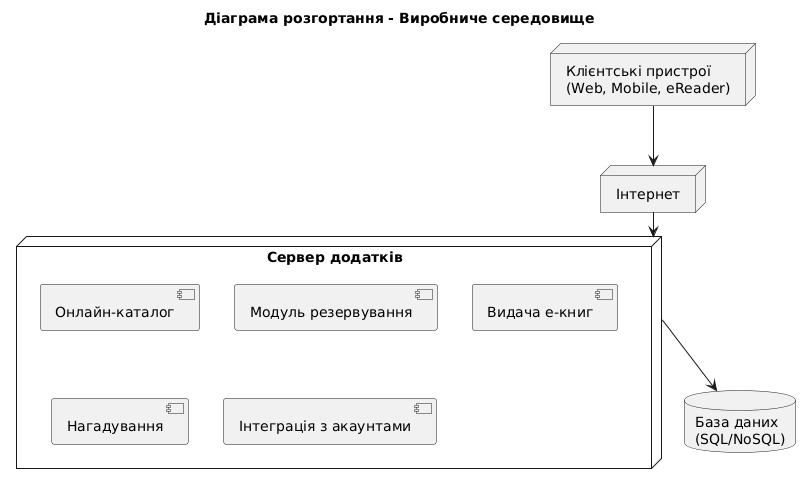 Діаграма розгортання - Виробниче середовище
Клієнтські пристрої
(Web, Mobile, eReader)
Інтернет
Сервер додатків
Онлайн-каталог
Модуль резервування
Видача е-книг
Нагадування
Інтеграція з акаунтами
База даних
(SQL/NoSQL)